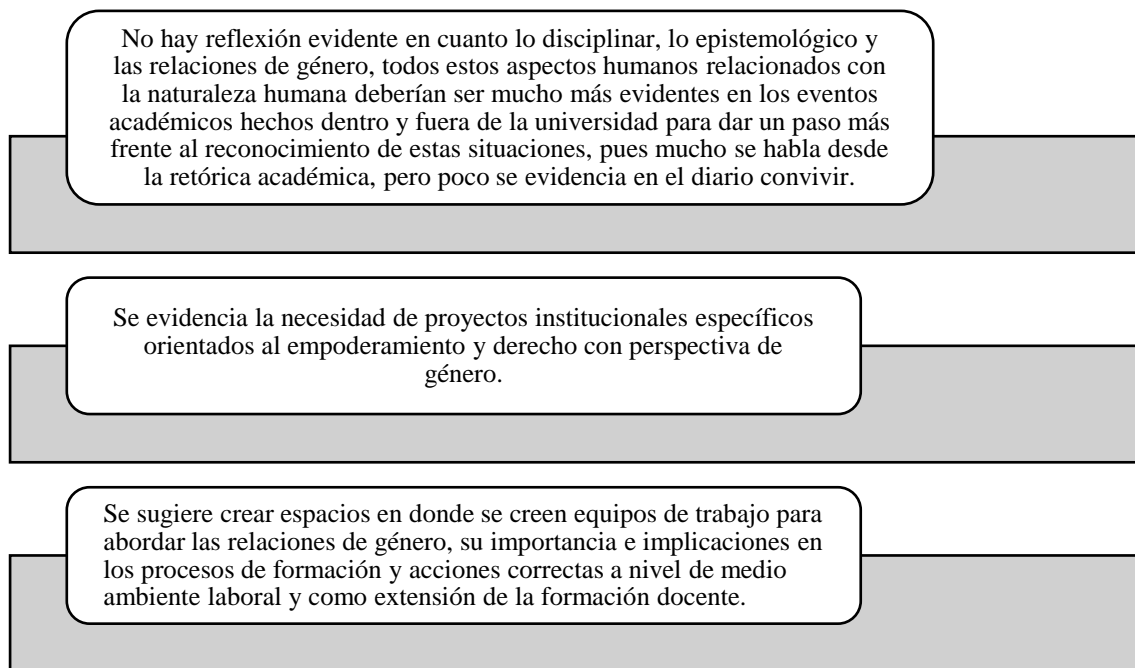 No hay reflexión evidente en cuanto lo disciplinar, lo epistemológico y
las relaciones de género, todos estos aspectos humanos relacionados con
la naturaleza humana deberían ser mucho más evidentes en los eventos
académicos hechos dentro y fuera de la universidad para dar un paso más
frente al reconocimiento de estas situaciones, pues mucho se habla desde
la retórica académica, pero poco se evidencia en el diario convivir.
Se evidencia la necesidad de proyectos institucionales específicos
orientados al empoderamiento y derecho con perspectiva de
género.
Se sugiere crear espacios en donde se creen equipos de trabajo para
abordar las relaciones de género, su importancia e implicaciones en
los procesos de formación y acciones correctas a nivel de medio
ambiente laboral y como extensión de la formación docente.